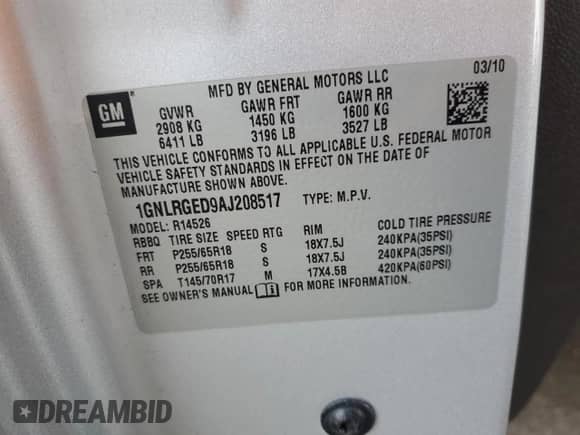 GM
MFD BY GENERAL MOTORS LLC
03/10
GVWR GAWR FRT GAWR RR
2908 KG 1450 KG 1600 KG
6411 LB 3196 LB 3527 LB
THIS VEHICLE CONFORMS TO ALL APPLICABLE U.S. FEDERAL MOTOR
VEHICLE SAFETY STANDARDS IN EFFECT ON THE DATE OF
MANUFACTURE SHOWN ABOVE.
1GNLRGED9AJ208517 TYPE: M.P.V.
MODEL: R14526
RBBQ TIRE SIZE SPEED RTG RIM COLD TIRE PRESSURE
FRT P255/65R18 S 18X7.5J 240KPA(35PSI)
RR P255/65R18 S 18X7.5J 240KPA(35PSI)
SPA T145/70R17 M 17X4.5B 420KPA(60PSI)
SEE OWNER'S MANUAL FOR MORE INFORMATION.
DREAMBID